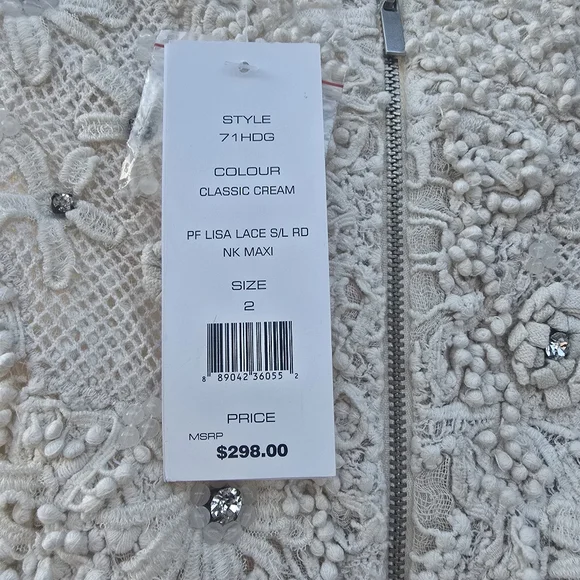 STYLE
71HDG
COLOUR
CLASSIC CREAM
PF LISA LACE S/L RD
NK MAXI
SIZE
2
8 89042 36055 2
PRICE
MSRP
$298.00